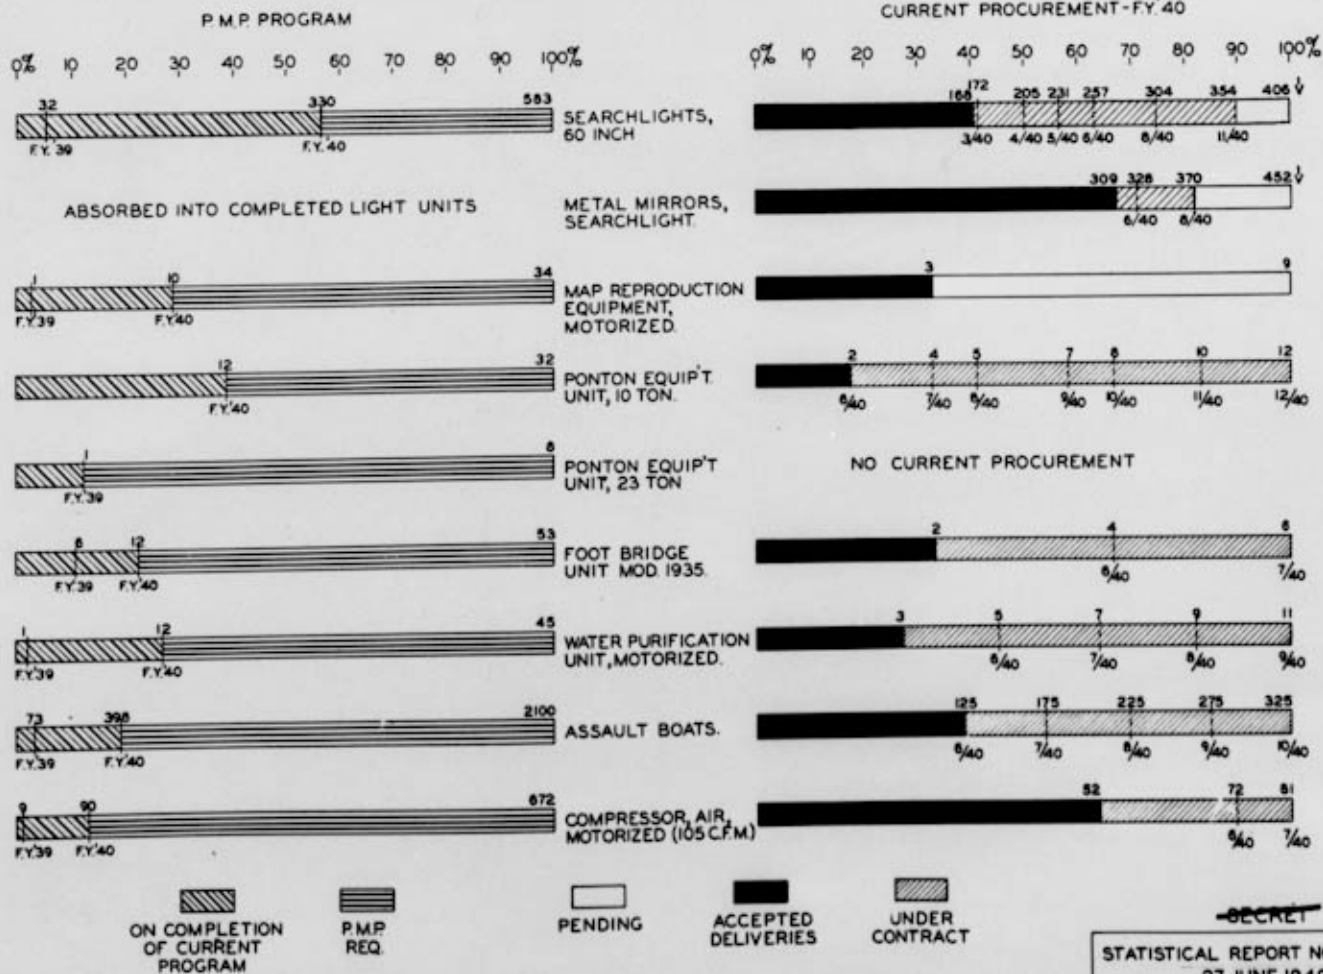 P.M.P. PROGRAM
CURRENT PROCUREMENT-F.Y.'40
0% 10 20 30 40 50 60 70 80 90 100%
0% 10 20 30 40 50 60 70 80 90 100%
32 330 583
F.Y.'39 F.Y.'40
SEARCHLIGHTS,
60 INCH
168 172 205 231 257 304 354 406
3/40 4/40 5/40 6/40 8/40 11/40
ABSORBED INTO COMPLETED LIGHT UNITS
METAL MIRRORS,
SEARCHLIGHT.
309 328 370 452
6/40 8/40
1 10 34
F.Y.'39 F.Y.'40
MAP REPRODUCTION
EQUIPMENT,
MOTORIZED.
3 9
12 32
F.Y.'40
PONTON EQUIP'T.
UNIT, 10 TON.
2 4 5 7 8 10 12
6/40 7/40 8/40 9/40 10/40 11/40 12/40
1 8
F.Y.'39
PONTON EQUIP'T
UNIT, 23 TON
NO CURRENT PROCUREMENT
6 12 53
F.Y.'39 F.Y.'40
FOOT BRIDGE
UNIT MOD. 1935.
2 4 6
6/40 7/40
1 12 45
F.Y.'39 F.Y.'40
WATER PURIFICATION
UNIT, MOTORIZED.
3 5 7 9 11
6/40 7/40 8/40 9/40
73 398 2100
F.Y.'39 F.Y.'40
ASSAULT BOATS.
125 175 225 275 325
6/40 7/40 8/40 9/40 10/40
9 90 672
F.Y.'39 F.Y.'40
COMPRESSOR, AIR,
MOTORIZED (105 C.F.M.)
52 72 81
6/40 7/40
ON COMPLETION
OF CURRENT
PROGRAM
P.M.P.
REQ.
PENDING
ACCEPTED
DELIVERIES
UNDER
CONTRACT
SECRET
STATISTICAL REPORT NO
27 JUNE 1940